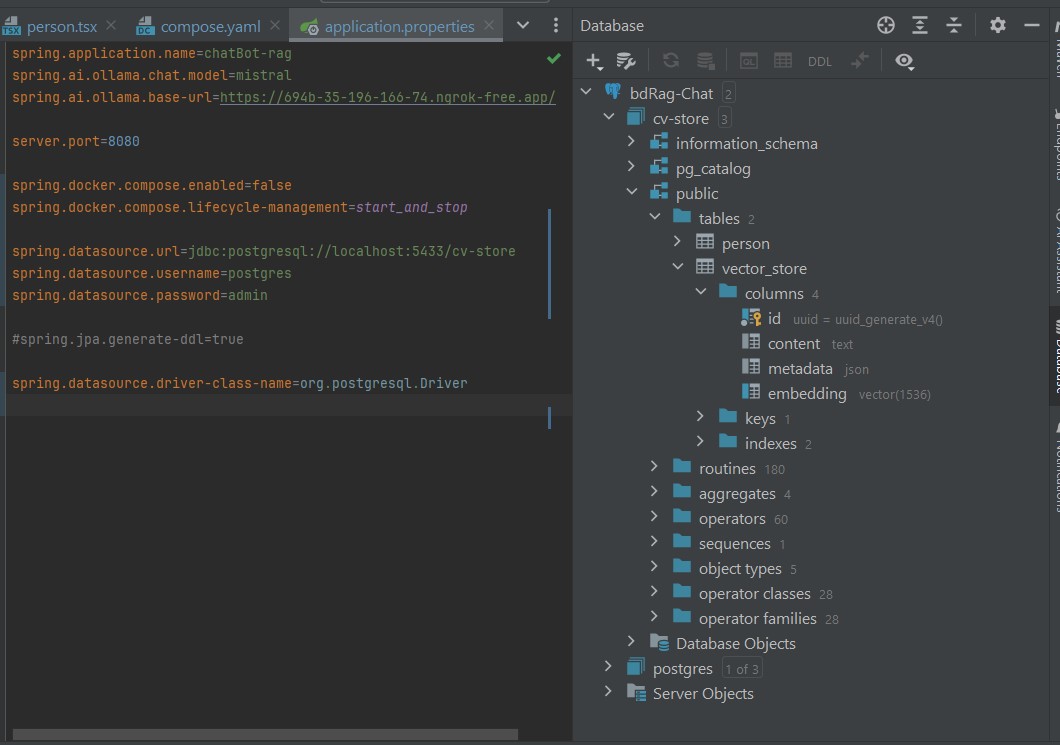 person.tsx
compose.yaml
application.properties
spring.application.name=chatBot-rag
spring.ai.ollama.chat.model=mistral
spring.ai.ollama.base-url=https://694b-35-196-166-74.ngrok-free.app/
server.port=8080
spring.docker.compose.enabled=false
spring.docker.compose.lifecycle-management=start_and_stop
spring.datasource.url=jdbc:postgresql://localhost:5433/cv-store
spring.datasource.username=postgres
spring.datasource.password=admin
#spring.jpa.generate-ddl=true
spring.datasource.driver-class-name=org.postgresql.Driver
Database
DDL
bdRag-Chat 2
cv-store 3
information_schema
pg_catalog
public
tables 2
person
vector_store
columns 4
id uuid = uuid_generate_v4()
content text
metadata json
embedding vector(1536)
keys 1
indexes 2
routines 180
aggregates 4
operators 60
sequences 1
object types 5
operator classes 28
operator families 28
Database Objects
postgres 1 of 3
Server Objects